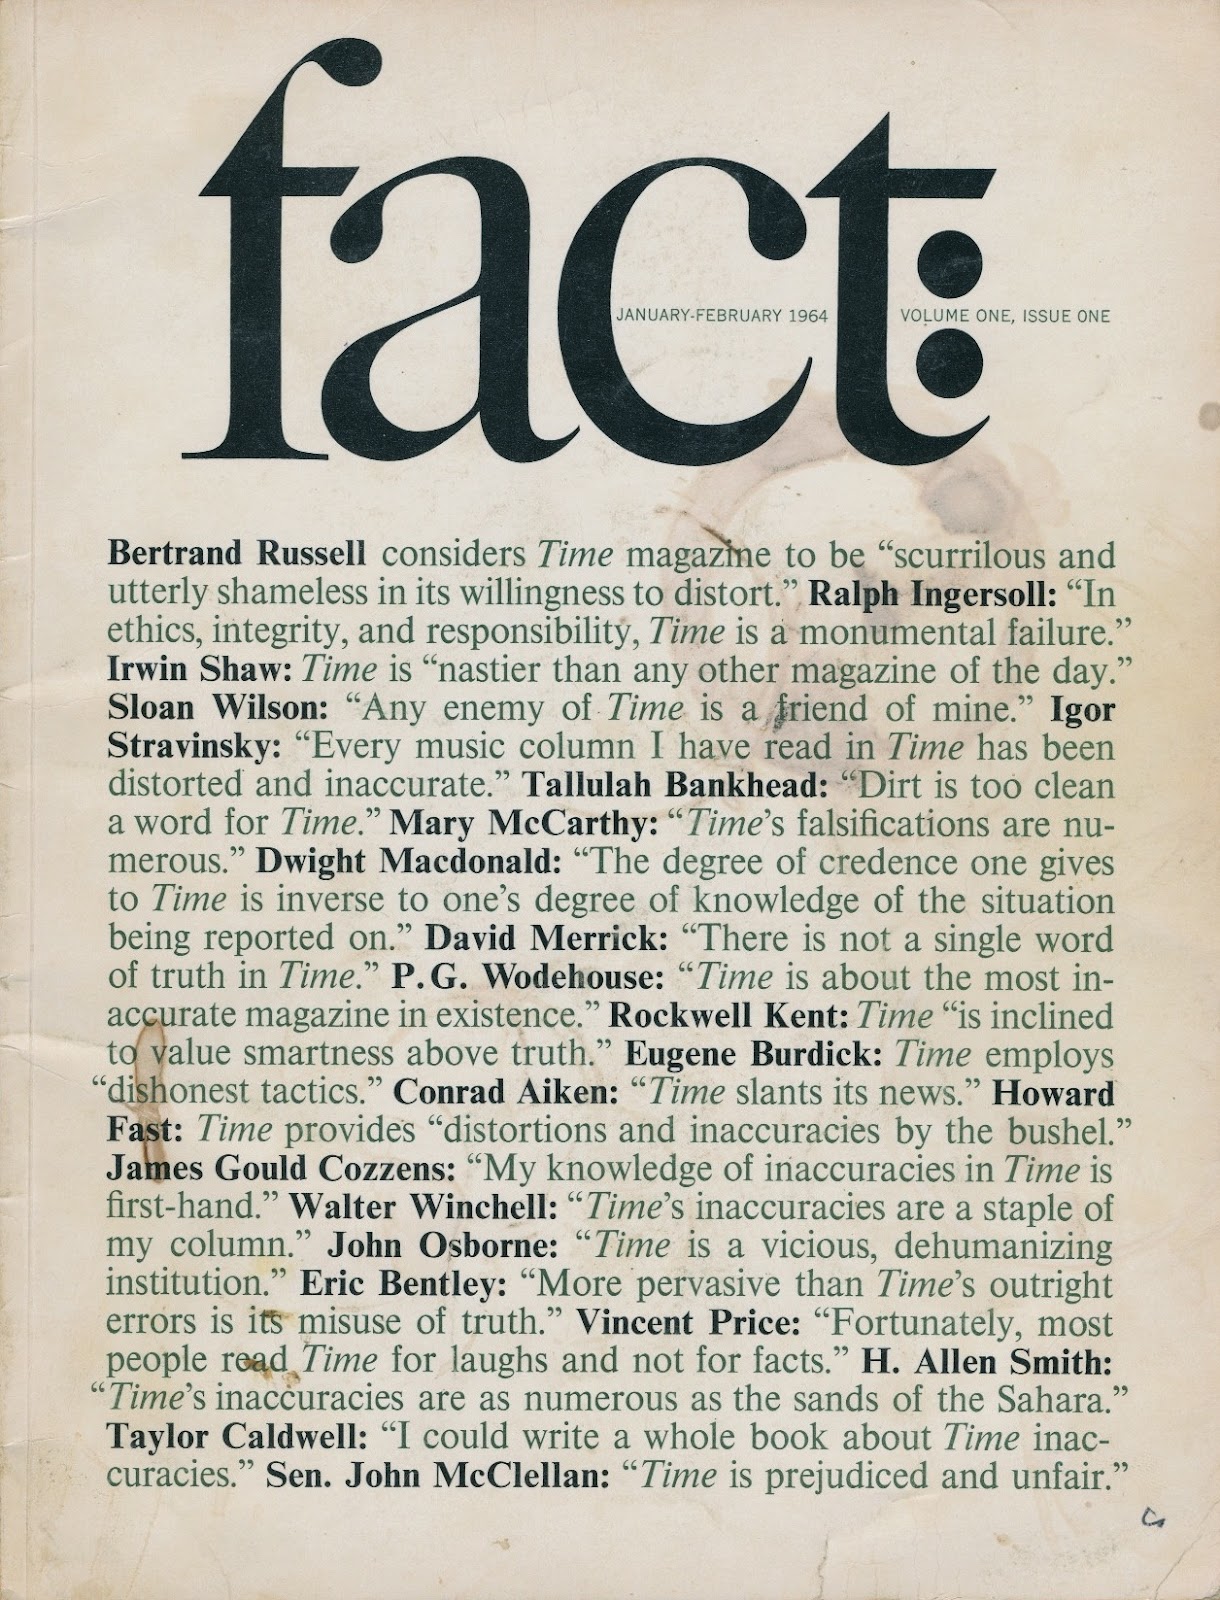 fact:
JANUARY-FEBRUARY 1964
VOLUME ONE, ISSUE ONE
Bertrand Russell considers Time magazine to be “scurrilous and
utterly shameless in its willingness to distort.” Ralph Ingersoll: “In
ethics, integrity, and responsibility, Time is a monumental failure.”
Irwin Shaw: Time is “nastier than any other magazine of the day.”
Sloan Wilson: “Any enemy of Time is a friend of mine.” Igor
Stravinsky: “Every music column I have read in Time has been
distorted and inaccurate.” Tallulah Bankhead: “Dirt is too clean
a word for Time.” Mary McCarthy: “Time’s falsifications are nu-
merous.” Dwight Macdonald: “The degree of credence one gives
to Time is inverse to one’s degree of knowledge of the situation
being reported on.” David Merrick: “There is not a single word
of truth in Time.” P.G. Wodehouse: “Time is about the most in-
accurate magazine in existence.” Rockwell Kent: Time “is inclined
to value smartness above truth.” Eugene Burdick: Time employs
“dishonest tactics.” Conrad Aiken: “Time slants its news.” Howard
Fast: Time provides “distortions and inaccuracies by the bushel.”
James Gould Cozzens: “My knowledge of inaccuracies in Time is
first-hand.” Walter Winchell: “Time’s inaccuracies are a staple of
my column.” John Osborne: “Time is a vicious, dehumanizing
institution.” Eric Bentley: “More pervasive than Time’s outright
errors is its misuse of truth.” Vincent Price: “Fortunately, most
people read Time for laughs and not for facts.” H. Allen Smith:
“Time’s inaccuracies are as numerous as the sands of the Sahara.”
Taylor Caldwell: “I could write a whole book about Time inac-
curacies.” Sen. John McClellan: “Time is prejudiced and unfair.”